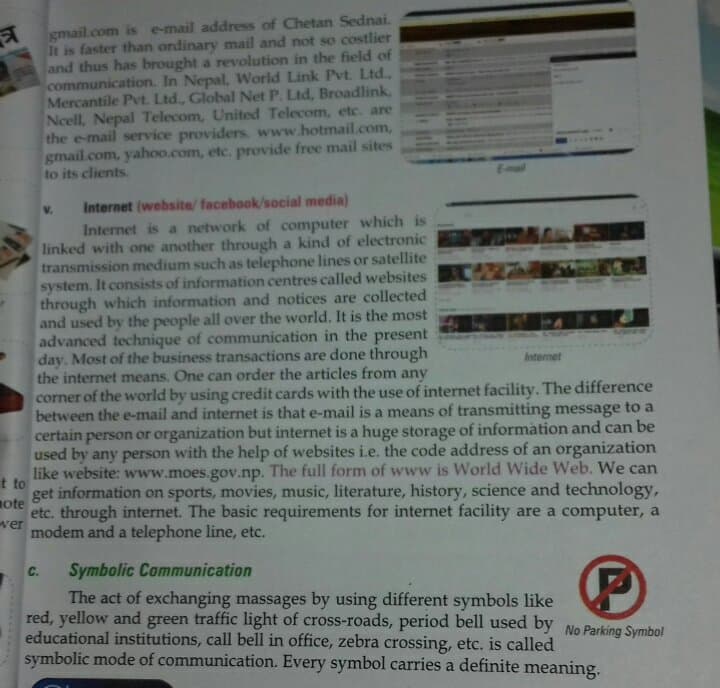 gmail.com is e-mail address of Chetan Sednai.
It is faster than ordinary mail and not so costlier
and thus has brought a revolution in the field of
communication. In Nepal, World Link Pvt. Ltd.,
Mercantile Pvt. Ltd., Global Net P. Ltd, Broadlink,
Ncell, Nepal Telecom, United Telecom, etc. are
the e-mail service providers. www.hotmail.com,
gmail.com, yahoo.com, etc. provide free mail sites
to its clients.
E-mail
v. Internet (website/ facebook/social media)
Internet is a network of computer which is
linked with one another through a kind of electronic
transmission medium such as telephone lines or satellite
system. It consists of information centres called websites
through which information and notices are collected
and used by the people all over the world. It is the most
advanced technique of communication in the present
day. Most of the business transactions are done through
the internet means. One can order the articles from any
Internet
corner of the world by using credit cards with the use of internet facility. The difference
between the e-mail and internet is that e-mail is a means of transmitting message to a
certain person or organization but internet is a huge storage of information and can be
used by any person with the help of websites i.e. the code address of an organization
like website: www.moes.gov.np. The full form of www is World Wide Web. We can
get information on sports, movies, music, literature, history, science and technology,
etc. through internet. The basic requirements for internet facility are a computer, a
modem and a telephone line, etc.
t to
ver
c. Symbolic Communication
The act of exchanging massages by using different symbols like
red, yellow and green traffic light of cross-roads, period bell used by
educational institutions, call bell in office, zebra crossing, etc. is called
symbolic mode of communication. Every symbol carries a definite meaning.
P
No Parking Symbol